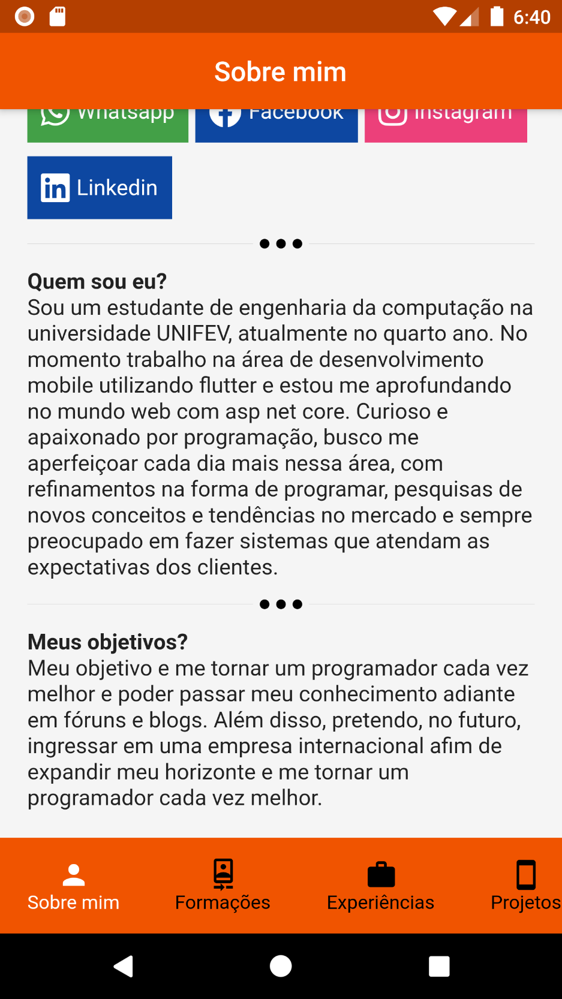 6:40
Sobre mim
Whatsapp Facebook Instagram
Linkedin
Quem sou eu?
Sou um estudante de engenharia da computação na
universidade UNIFEV, atualmente no quarto ano. No
momento trabalho na área de desenvolvimento
mobile utilizando flutter e estou me aprofundando
no mundo web com asp net core. Curioso e
apaixonado por programação, busco me
aperfeiçoar cada dia mais nessa área, com
refinamentos na forma de programar, pesquisas de
novos conceitos e tendências no mercado e sempre
preocupado em fazer sistemas que atendam as
expectativas dos clientes.
Meus objetivos?
Meu objetivo e me tornar um programador cada vez
melhor e poder passar meu conhecimento adiante
em fóruns e blogs. Além disso, pretendo, no futuro,
ingressar em uma empresa internacional afim de
expandir meu horizonte e me tornar um
programador cada vez melhor.
Sobre mim Formações Experiências Projetos